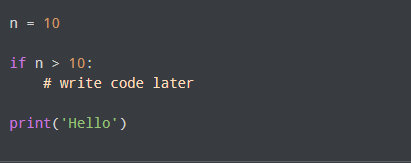 n = 10
if n > 10:
    # write code later
print('Hello')